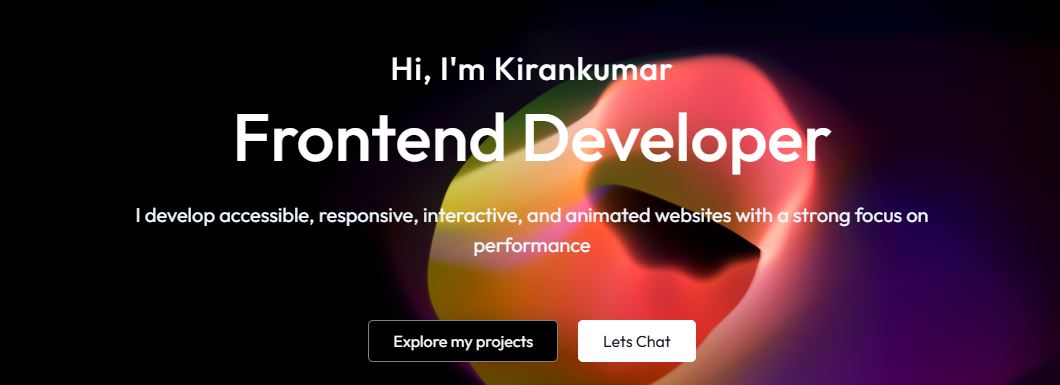 Hi, I'm Kirankumar
Frontend Developer
I develop accessible, responsive, interactive, and animated websites with a strong focus on
performance
Explore my projects
Lets Chat